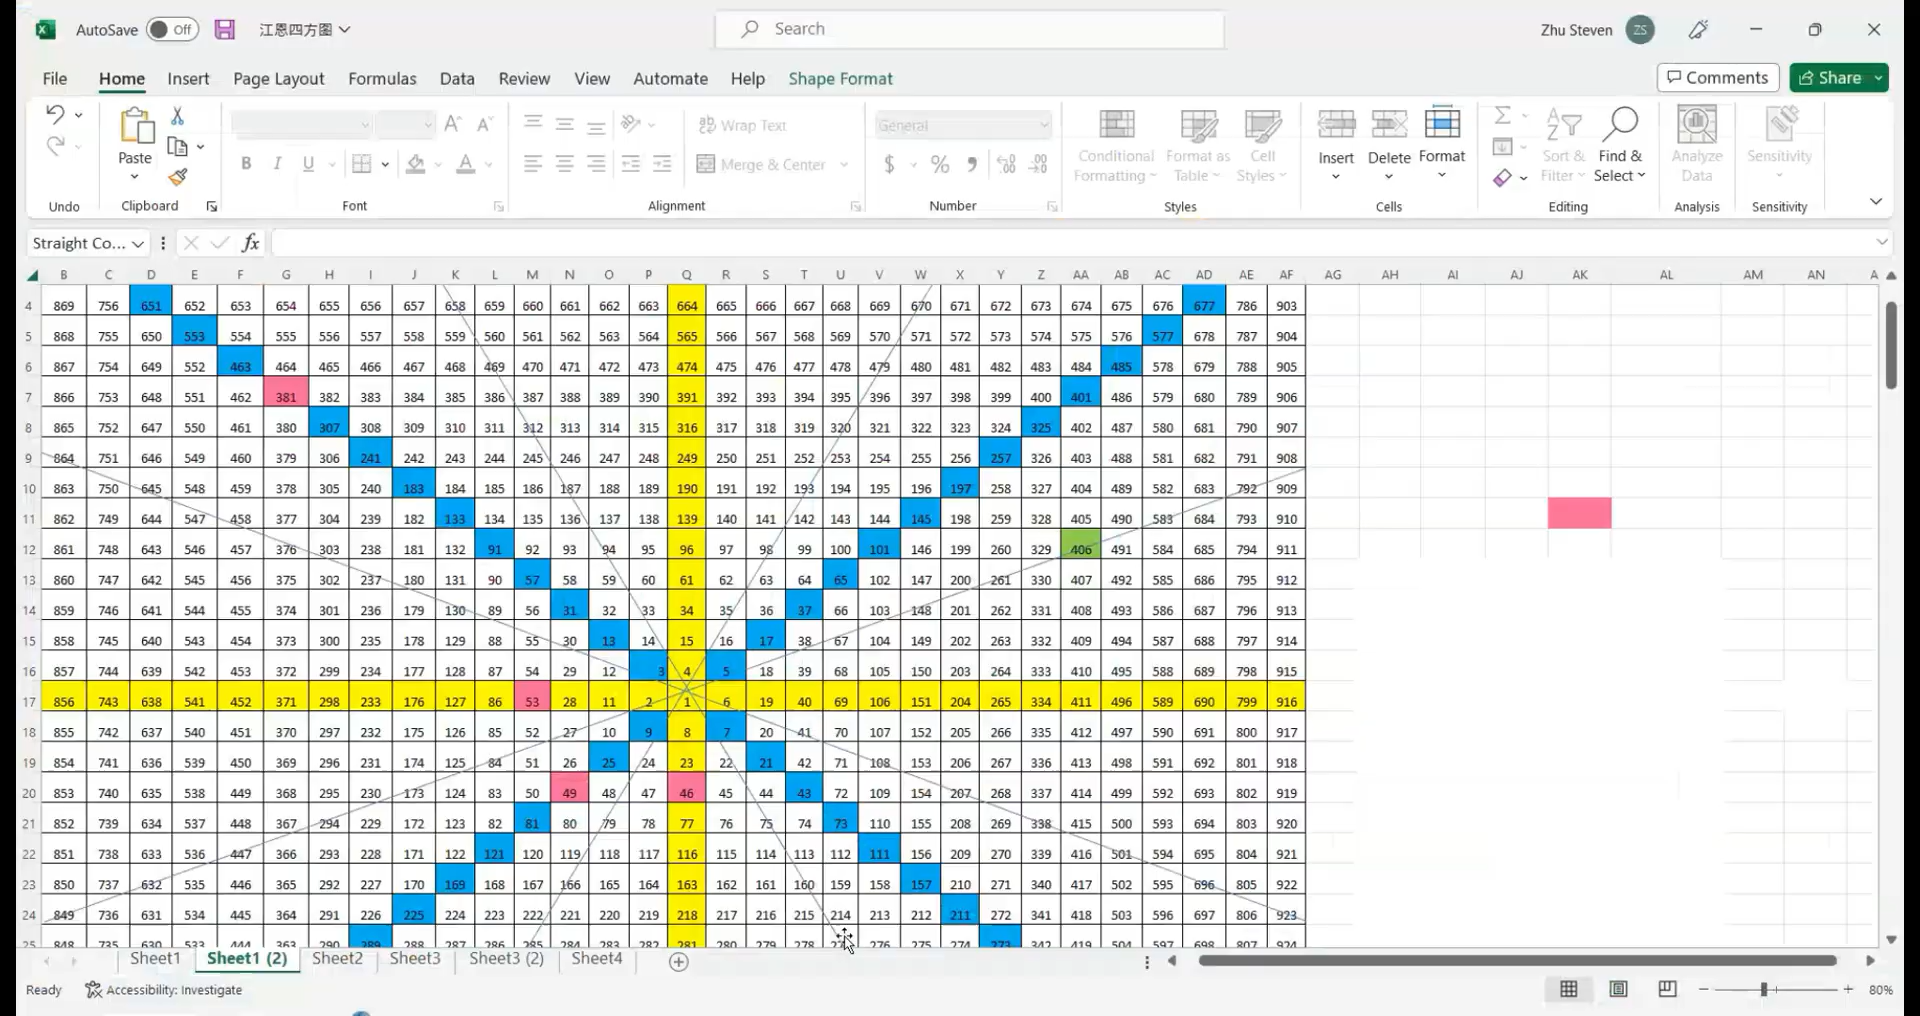 AutoSave Off 江恩四方图 Search Zhu Steven ZS
File Home Insert Page Layout Formulas Data Review View Automate Help Shape Format Comments Share
Paste
Wrap Text
Merge & Center
General
Conditional Formatting
Format as Table
Cell Styles
Insert Delete Format
Sort & Filter
Find & Select
Analyze Data
Sensitivity
Undo Clipboard Font Alignment Number Styles Cells Editing Analysis Sensitivity
Straight Co... fx
B C D E F G H I J K L M N O P Q R S T U V W X Y Z AA AB AC AD AE AF AG AH AI AJ AK AL AM AN A
4 869 756 651 652 653 654 655 656 657 658 659 660 661 662 663 664 665 666 667 668 669 670 671 672 673 674 675 676 677 786 903
5 868 755 650 553 554 555 556 557 558 559 560 561 562 563 564 565 566 567 568 569 570 571 572 573 574 575 576 577 678 787 904
6 867 754 649 552 463 464 465 466 467 468 469 470 471 472 473 474 475 476 477 478 479 480 481 482 483 484 485 578 679 788 905
7 866 753 648 551 462 381 382 383 384 385 386 387 388 389 390 391 392 393 394 395 396 397 398 399 400 401 486 579 680 789 906
8 865 752 647 550 461 380 307 308 309 310 311 312 313 314 315 316 317 318 319 320 321 322 323 324 325 402 487 580 681 790 907
9 864 751 646 549 460 379 306 241 242 243 244 245 246 247 248 249 250 251 252 253 254 255 256 257 326 403 488 581 682 791 908
10 863 750 645 548 459 378 305 240 183 184 185 186 187 188 189 190 191 192 193 194 195 196 197 258 327 404 489 582 683 792 909
11 862 749 644 547 458 377 304 239 182 133 134 135 136 137 138 139 140 141 142 143 144 145 198 259 328 405 490 583 684 793 910
12 861 748 643 546 457 376 303 238 181 132 91 92 93 94 95 96 97 98 99 100 101 146 199 260 329 406 491 584 685 794 911
13 860 747 642 545 456 375 302 237 180 131 90 57 58 59 60 61 62 63 64 65 102 147 200 261 330 407 492 585 686 795 912
14 859 746 641 544 455 374 301 236 179 130 89 56 31 32 33 34 35 36 37 66 103 148 201 262 331 408 493 586 687 796 913
15 858 745 640 543 454 373 300 235 178 129 88 55 30 13 14 15 16 17 38 67 104 149 202 263 332 409 494 587 688 797 914
16 857 744 639 542 453 372 299 234 177 128 87 54 29 12 3 4 5 18 39 68 105 150 203 264 333 410 495 588 689 798 915
17 856 743 638 541 452 371 298 233 176 127 86 53 28 11 2 1 6 19 40 69 106 151 204 265 334 411 496 589 690 799 916
18 855 742 637 540 451 370 297 232 175 126 85 52 27 10 9 8 7 20 41 70 107 152 205 266 335 412 497 590 691 800 917
19 854 741 636 539 450 369 296 231 174 125 84 51 26 25 24 23 22 21 42 71 108 153 206 267 336 413 498 591 692 801 918
20 853 740 635 538 449 368 295 230 173 124 83 50 49 48 47 46 45 44 43 72 109 154 207 268 337 414 499 592 693 802 919
21 852 739 634 537 448 367 294 229 172 123 82 81 80 79 78 77 76 75 74 73 110 155 208 269 338 415 500 593 694 803 920
22 851 738 633 536 447 366 293 228 171 122 121 120 119 118 117 116 115 114 113 112 111 156 209 270 339 416 501 594 695 804 921
23 850 737 632 535 446 365 292 227 170 169 168 167 166 165 164 163 162 161 160 159 158 157 210 271 340 417 502 595 696 805 922
24 849 736 631 534 445 364 291 226 225 224 223 222 221 220 219 218 217 216 215 214 213 212 211 272 341 418 503 596 697 806 923
25 848 735 630 533 444 363 290 289 288 287 286 285 284 283 282 281 280 279 278 276 275 274 273 342 419 504 597 698 807 924
Sheet1 Sheet1 (2) Sheet2 Sheet3 Sheet3 (2) Sheet4
Ready Accessibility: Investigate 80%